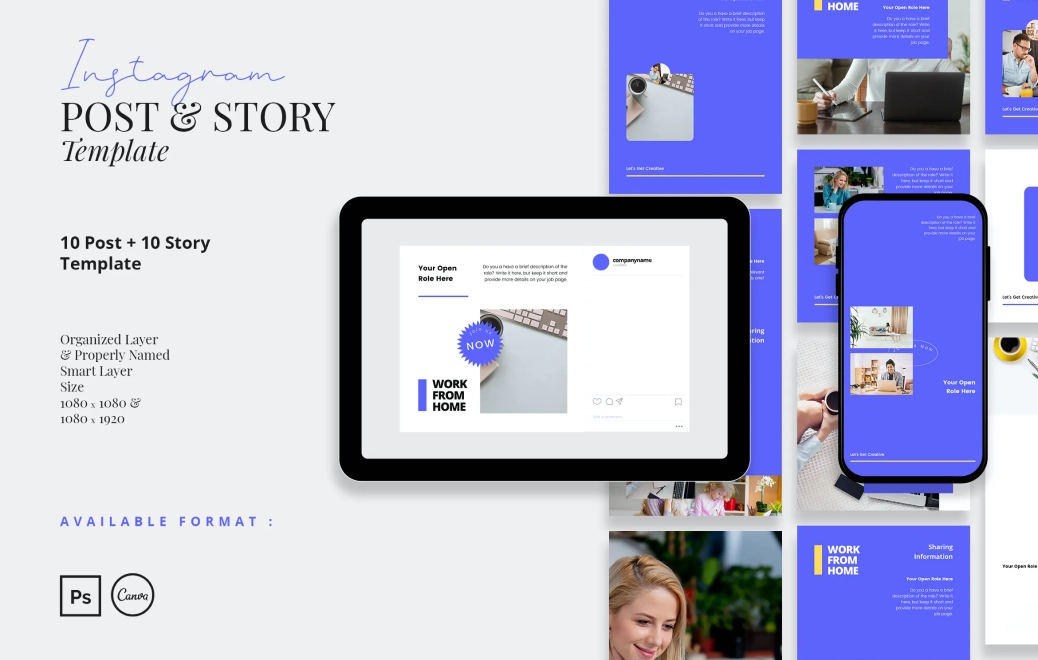 Instagram
POST & STORY
Template
10 Post + 10 Story
Template
Organized Layer
& Properly Named
Smart Layer
Size
1080 x 1080 &
1080 x 1920
AVAILABLE FORMAT :
Ps
Canva
Your Open
Role Here
Do you a have a brief description of the
role? Write it here, but keep it short and
provide more details on your job page.
NOW
WORK
FROM
HOME
companyname
Do you a have a brief description
of the role? Write it here, but keep
it short and provide more details
on your job page.
Let's Get Creative
HOME
Your Open Role Here
Do you a have a brief
description of the role? Write it
here, but keep it short and
provide more details on your
job page.
Let's Get Creative
Do you a have a brief
description of the role? Write it
here, but keep it short and
provide more details on your
Do you a have a brief
description of the role? Write it
here, but keep it short and
provide more details on your
job page.
Your Open
Role Here
Let's Get Creative
Let's Get Creative
WORK
FROM
HOME
Sharing
Information
Your Open Role Here
Do you a have a brief
description of the role? Write it
here, but keep it short and
provide more details on your
job page.
Your Open Role